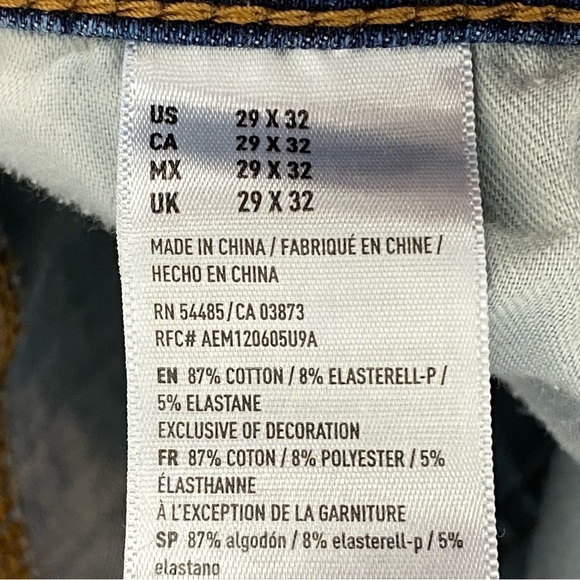 US 29 X 32
CA 29 X 32
MX 29 X 32
UK 29 X 32
MADE IN CHINA / FABRIQUÉ EN CHINE /
HECHO EN CHINA
RN 54485/CA 03873
RFC# AEM120605U9A
EN 87% COTTON / 8% ELASTERELL-P /
5% ELASTANE
EXCLUSIVE OF DECORATION
FR 87% COTON / 8% POLYESTER / 5%
ÉLASTHANNE
À L'EXCEPTION DE LA GARNITURE
SP 87% algodón / 8% elasterell-p / 5%
elastano